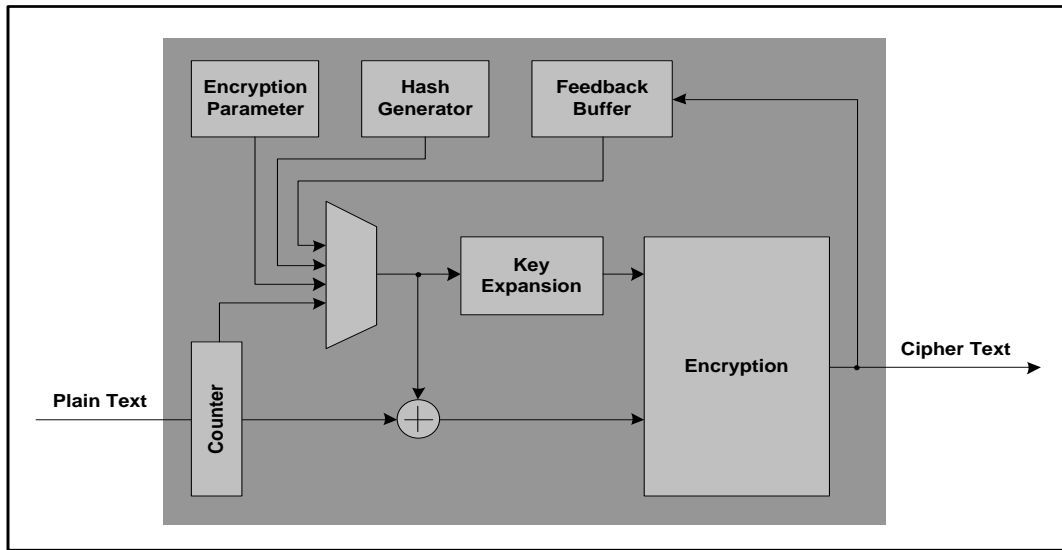 Encryption
Parameter
Hash
Generator
Feedback
Buffer
Key
Expansion
Encryption
Cipher Text
Plain Text
Counter